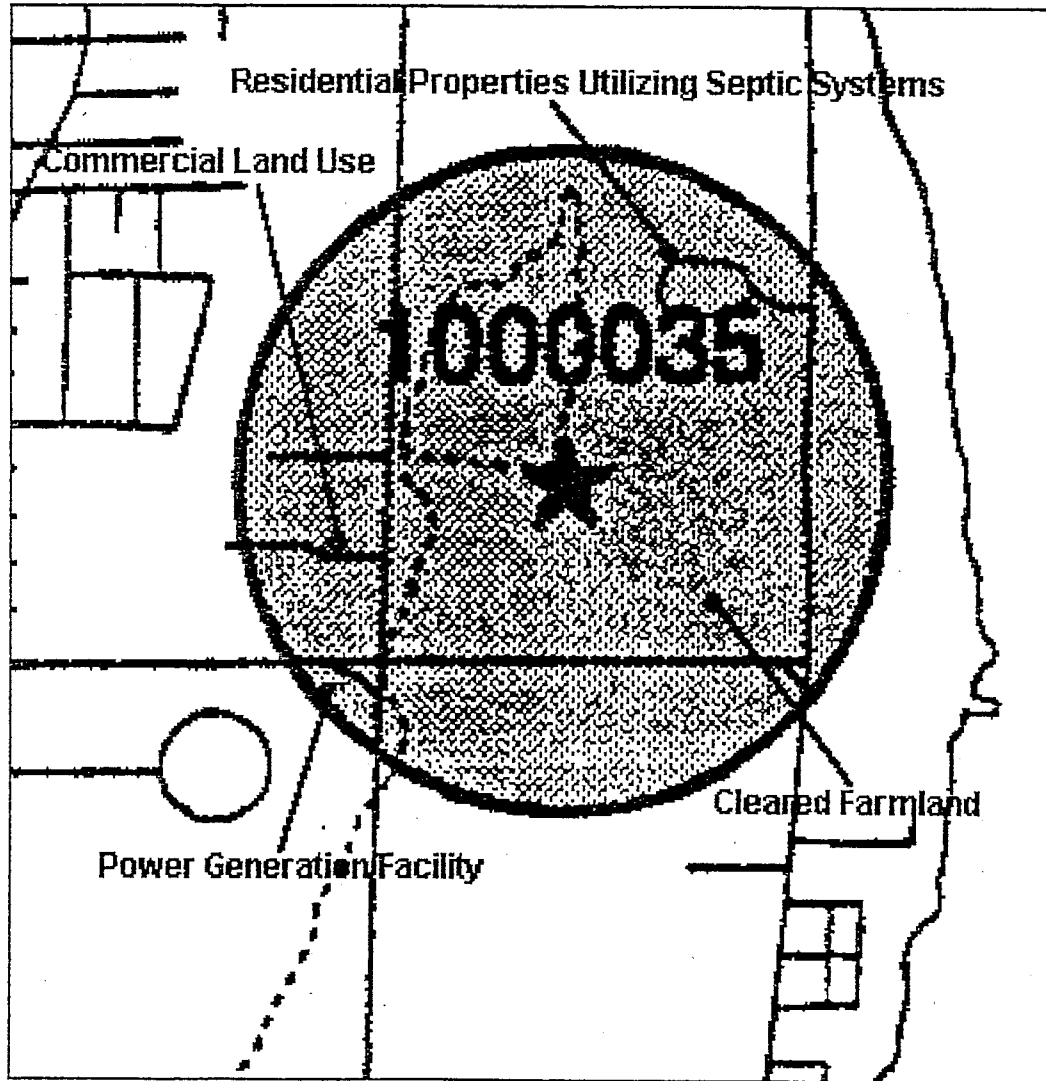 Residential Properties Utilizing Septic Systems
Commercial Land Use
1000035
Cleared Farmland
Power Generation Facility